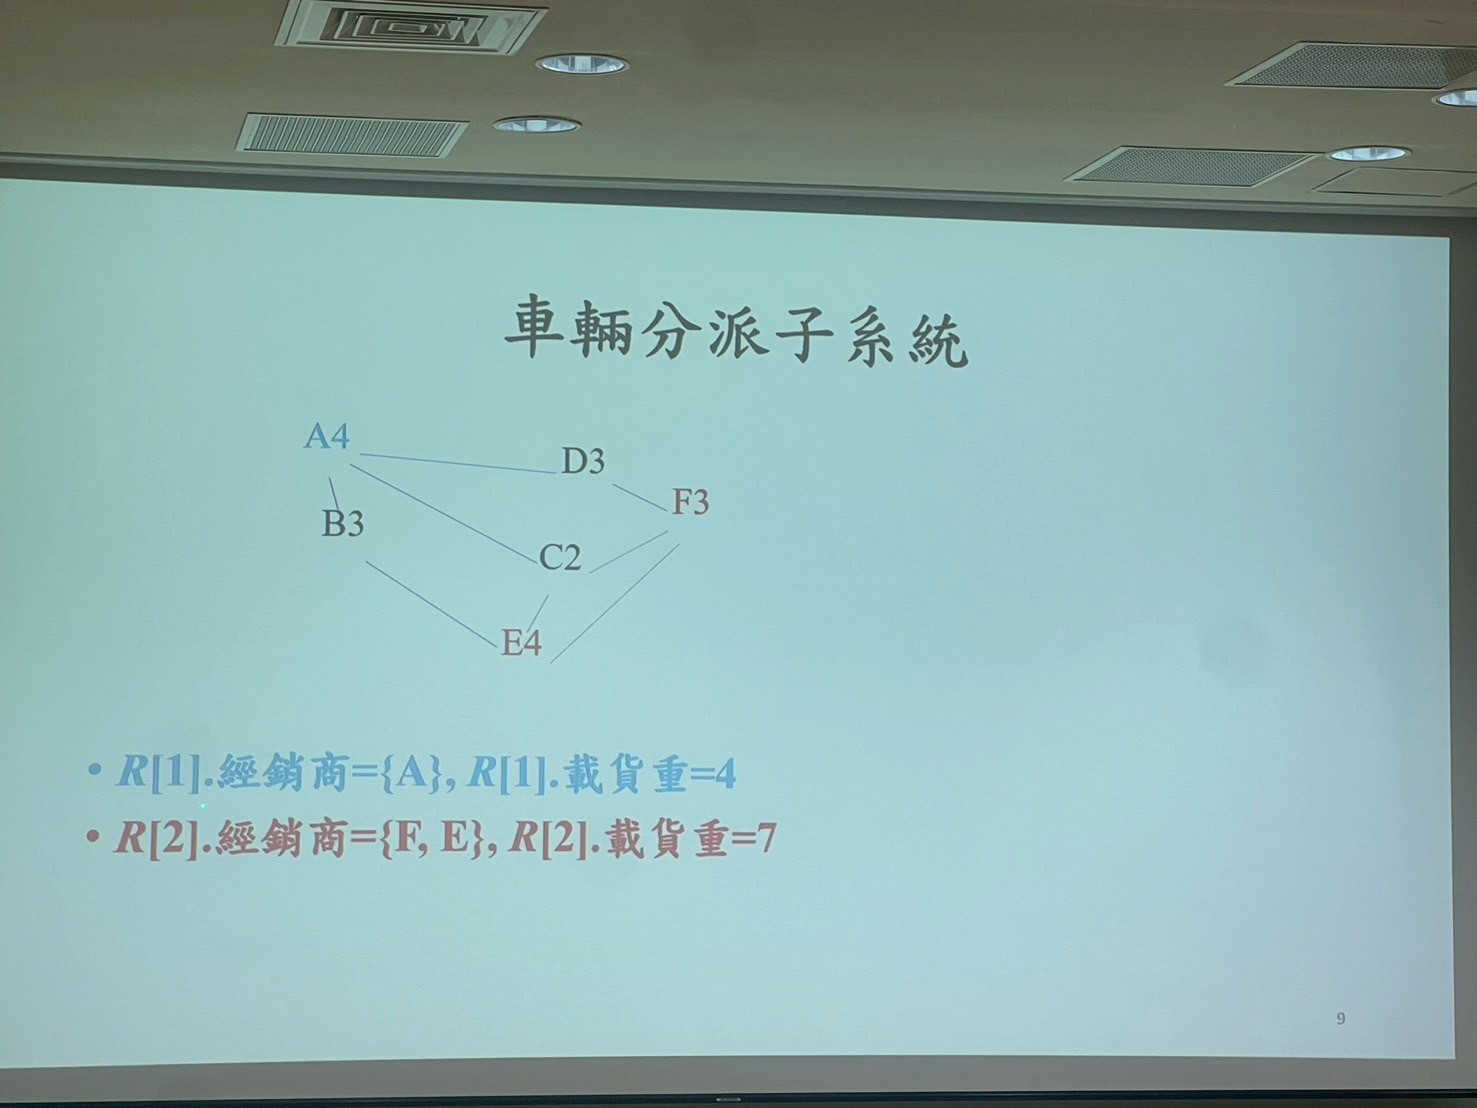 車輛分派子系統
A4
D3
F3
B3
C2
E4
• R[1].經銷商={A}, R[1].載貨重=4
• R[2].經銷商={F, E}, R[2].載貨重=7
9